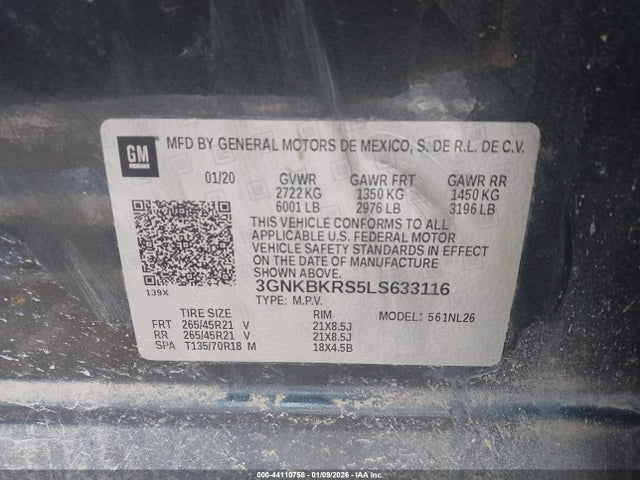 GM
MFD BY GENERAL MOTORS DE MEXICO, S. DE R.L. DE C.V.
01/20 GVWR GAWR FRT GAWR RR
2722 KG 1350 KG 1450 KG
6001 LB 2976 LB 3196 LB
THIS VEHICLE CONFORMS TO ALL
APPLICABLE U.S. FEDERAL MOTOR
VEHICLE SAFETY STANDARDS IN EFFECT
ON THE DATE OF MANUFACTURE
SHOWN ABOVE.
139X
3GNKBKRS5LS633116
TYPE: M.P.V.
TIRE SIZE RIM MODEL: 561NL26
FRT 265/45R21 V 21X8.5J
RR 265/45R21 V 21X8.5J
SPA T135/70R18 M 18X4.5B
000-44110758 - 01/09/2026 - IAA Inc.